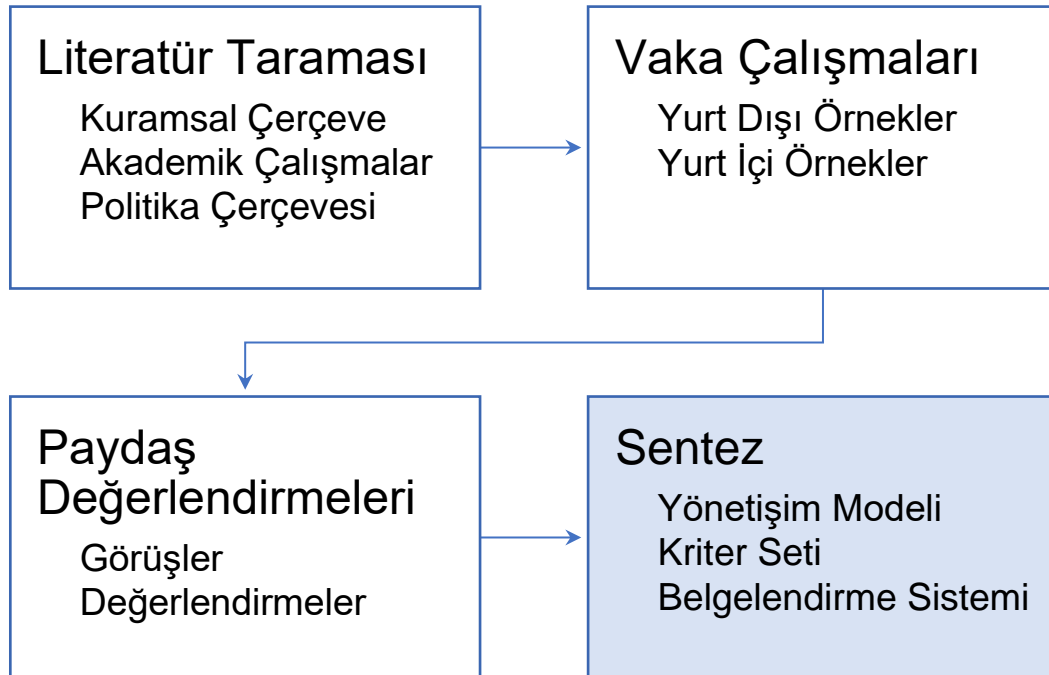 Literatür Taraması
Kuramsal Çerçeve
Akademik Çalışmalar
Politika Çerçevesi
Vaka Çalışmaları
Yurt Dışı Örnekler
Yurt İçi Örnekler
Paydaş
Değerlendirmeleri
Görüşler
Değerlendirmeler
Sentez
Yönetişim Modeli
Kriter Seti
Belgelendirme Sistemi